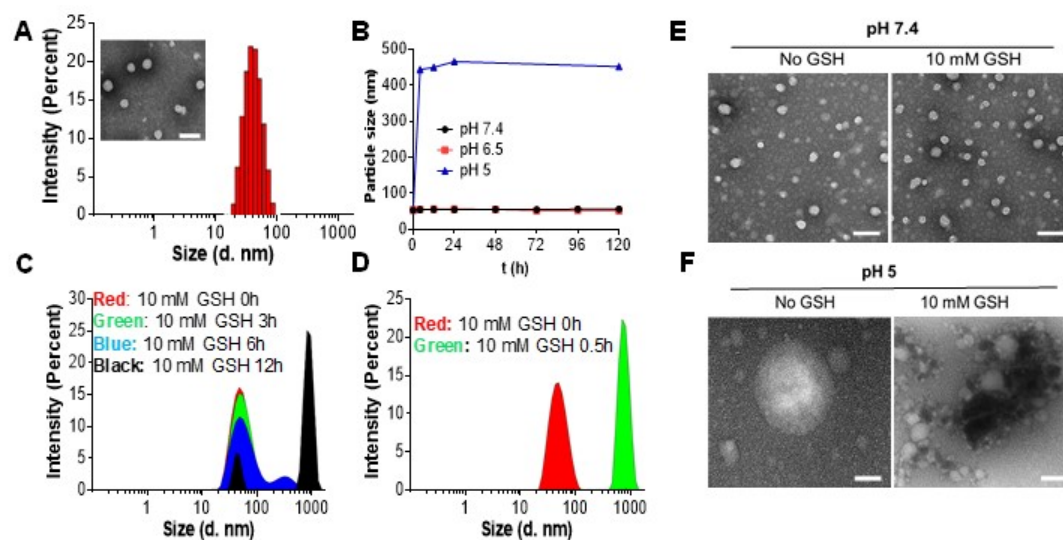 A
Intensity (Percent)
25
20
15
10
5
0
1
10
100
1000
Size (d. nm)
B
Particle size (nm)
500
400
300
200
100
0
pH 7.4
pH 6.5
pH 5
0 24 48 72 96 120
t (h)
C
Intensity (Percent)
30
25
20
15
10
5
0
Red: 10 mM GSH 0h
Green: 10 mM GSH 3h
Blue: 10 mM GSH 6h
Black: 10 mM GSH 12h
1 10 100 1000
Size (d. nm)
D
Intensity (Percent)
25
20
15
10
5
0
Red: 10 mM GSH 0h
Green: 10 mM GSH 0.5h
1 10 100 1000
Size (d. nm)
E
pH 7.4
No GSH 10 mM GSH
F
pH 5
No GSH 10 mM GSH